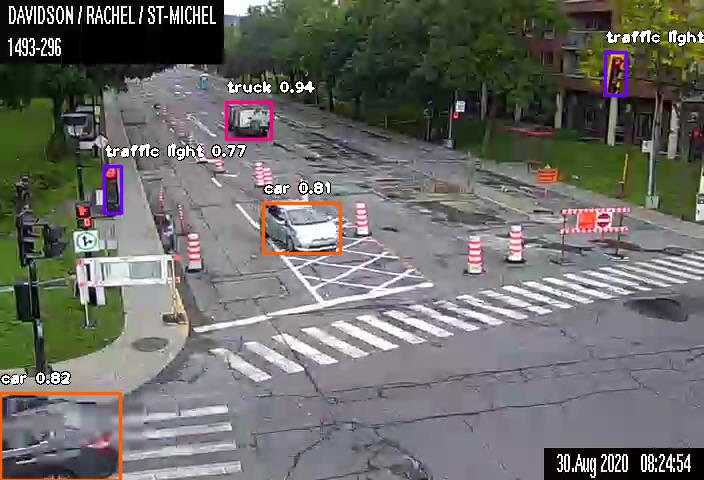 DAVIDSON / RACHEL / ST-MICHEL
1493-296
traffic light
truck 0.94
traffic light 0.77
car 0.81
car 0.82
30.Aug 2020 08:24:54